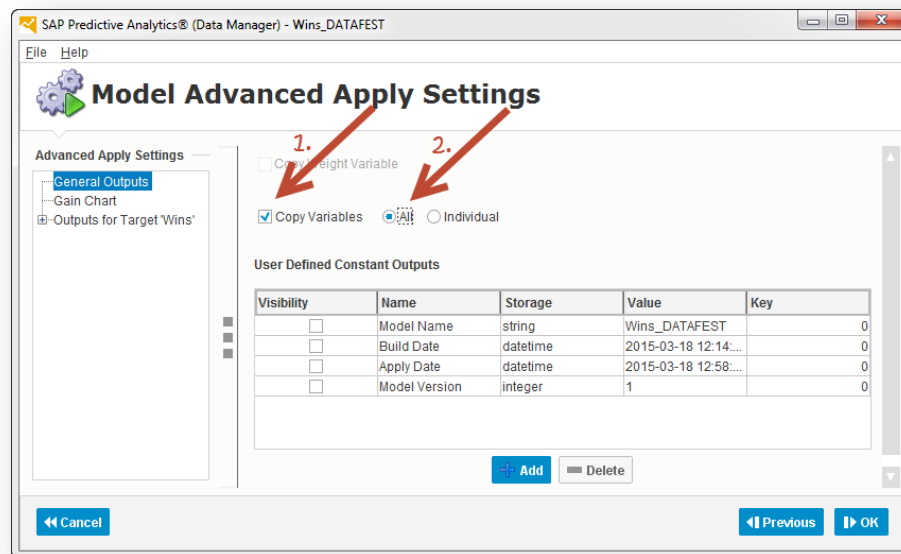 SAP Predictive Analytics® (Data Manager) - Wins_DATAFEST
File Help
Model Advanced Apply Settings
1.
2.
Advanced Apply Settings
General Outputs
Gain Chart
Outputs for Target 'Wins'
Copy Weight Variable
Copy Variables All Individual
User Defined Constant Outputs
Visibility Name Storage Value Key
Model Name string Wins_DATAFEST 0
Build Date datetime 2015-03-18 12:14:... 0
Apply Date datetime 2015-03-18 12:58:... 0
Model Version integer 1 0
Add Delete
Cancel Previous OK